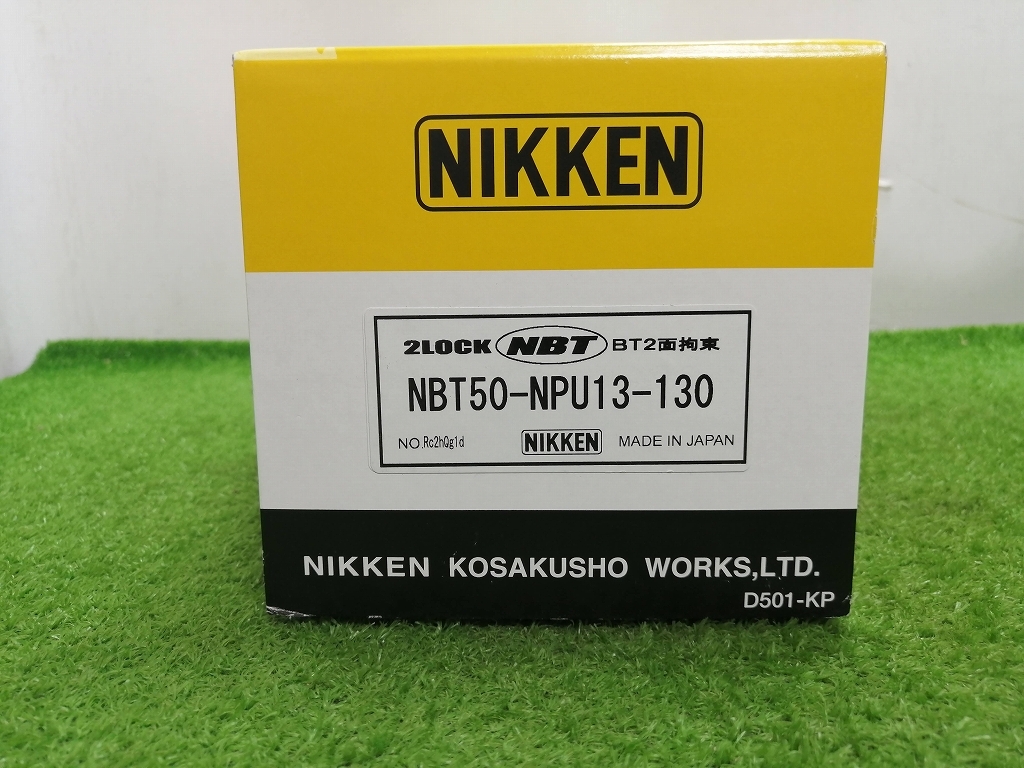 NIKKEN
2LOCK NBT BT2面拘束
NBT50-NPU13-130
NO.Rc2hQg1d NIKKEN MADE IN JAPAN
NIKKEN KOSAKUSHO WORKS,LTD.
D501-KP